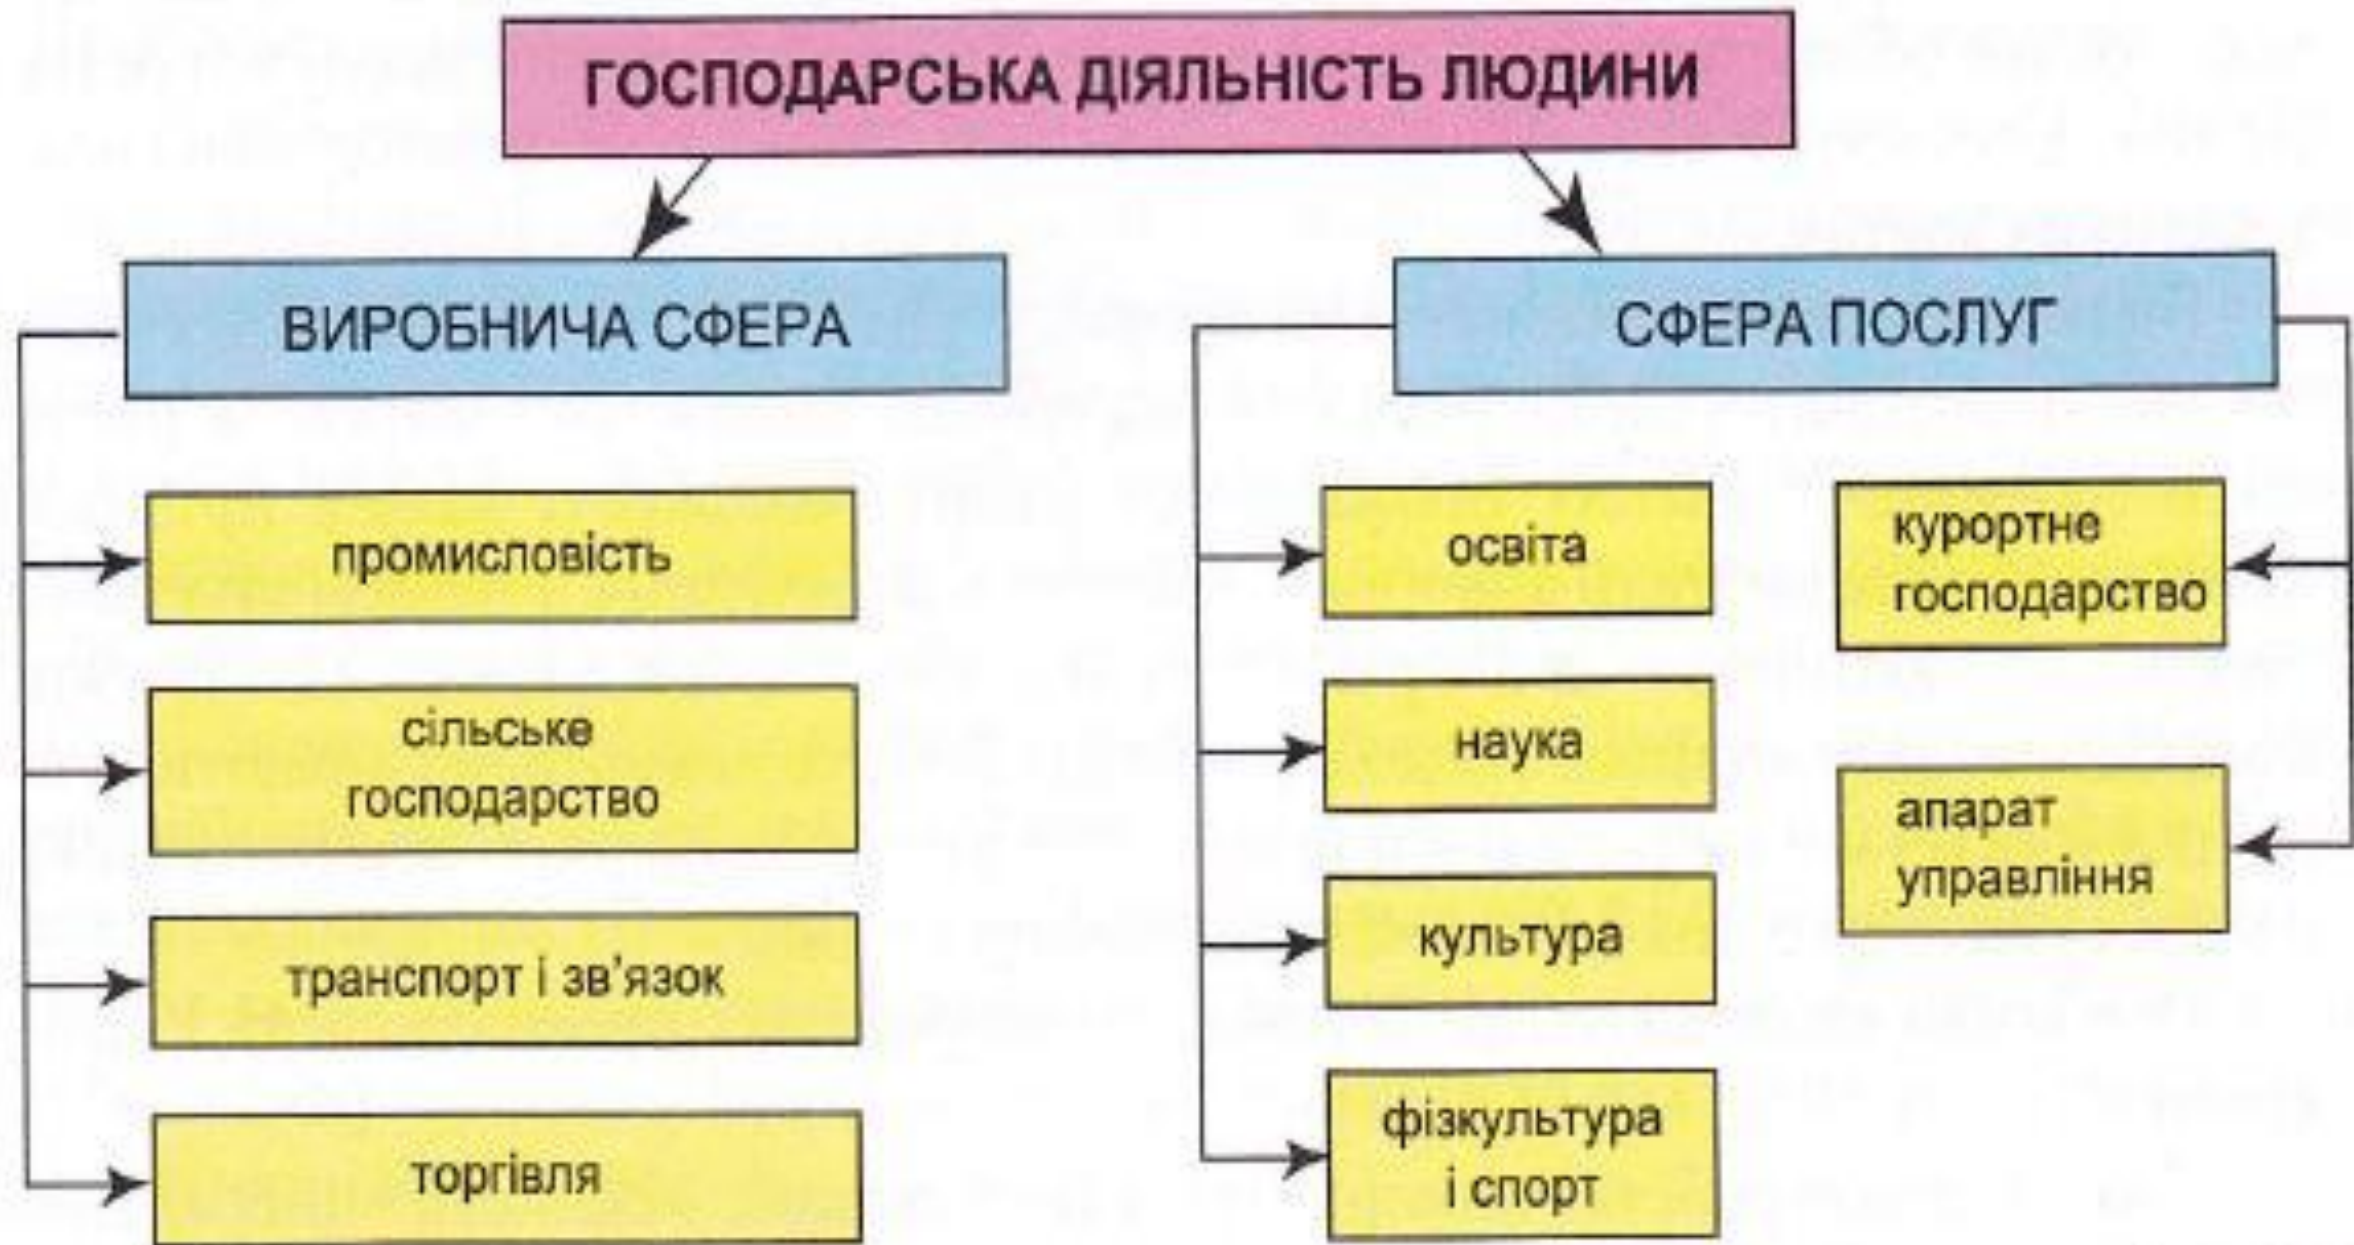 ГОСПОДАРСЬКА ДІЯЛЬНІСТЬ ЛЮДИНИ
ВИРОБНИЧА СФЕРА
промисловість
сільське
господарство
транспорт і зв'язок
торгівля
СФЕРА ПОСЛУГ
освіта
наука
культура
фізкультура
і спорт
курортне
господарство
апарат
управління